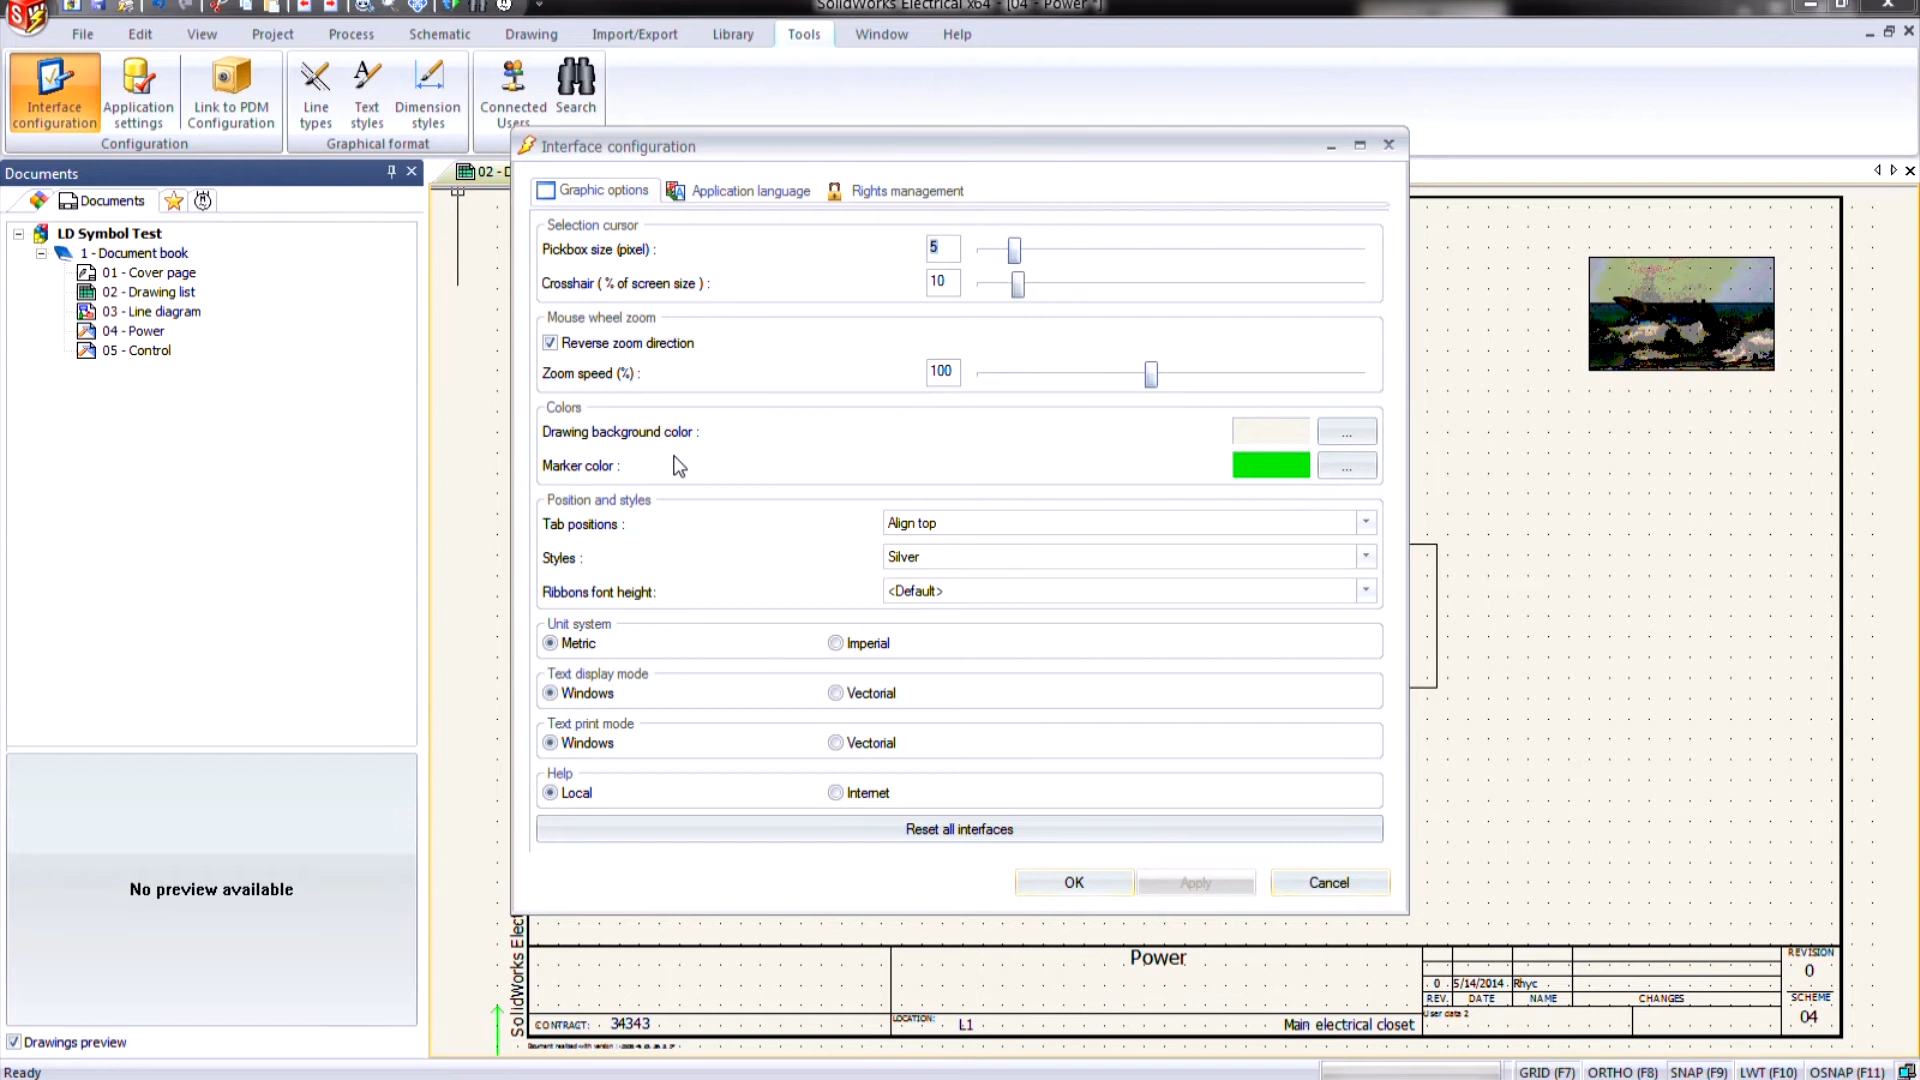 SolidWorks Electrical x64 - [04 - Power *]
File Edit View Project Process Schematic Drawing Import/Export Library Tools Window Help
Interface configuration
Application settings
Link to PDM Configuration
Line types
Text styles
Dimension styles
Connected Users
Search
Configuration
Graphical format
Documents
02 - D
Documents
LD Symbol Test
1 - Document book
01 - Cover page
02 - Drawing list
03 - Line diagram
04 - Power
05 - Control
No preview available
Drawings preview
Interface configuration
Graphic options Application language Rights management
Selection cursor
Pickbox size (pixel) : 5
Crosshair ( % of screen size ) : 10
Mouse wheel zoom
Reverse zoom direction
Zoom speed (%) : 100
Colors
Drawing background color : ...
Marker color : ...
Position and styles
Tab positions : Align top
Styles : Silver
Ribbons font height: <Default>
Unit system
Metric Imperial
Text display mode
Windows Vectorial
Text print mode
Windows Vectorial
Help
Local Internet
Reset all interfaces
OK Apply Cancel
SolidWorks Elec
Power
REVISION
0
0 5/14/2014 Rhyc
REV. DATE NAME CHANGES
SCHEME
04
User data 2
CONTRACT: 34343
LOCATION: L1 Main electrical closet
Ready
GRID (F7) ORTHO (F8) SNAP (F9) LWT (F10) OSNAP (F11)